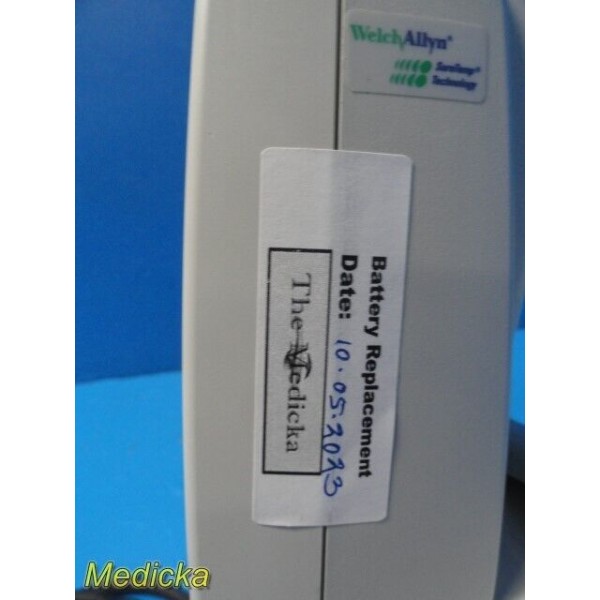 WelchAllyn®
SureTemp®
Technology
Battery Replacement
Date: 10.05.2023
The Medicka
Medicka